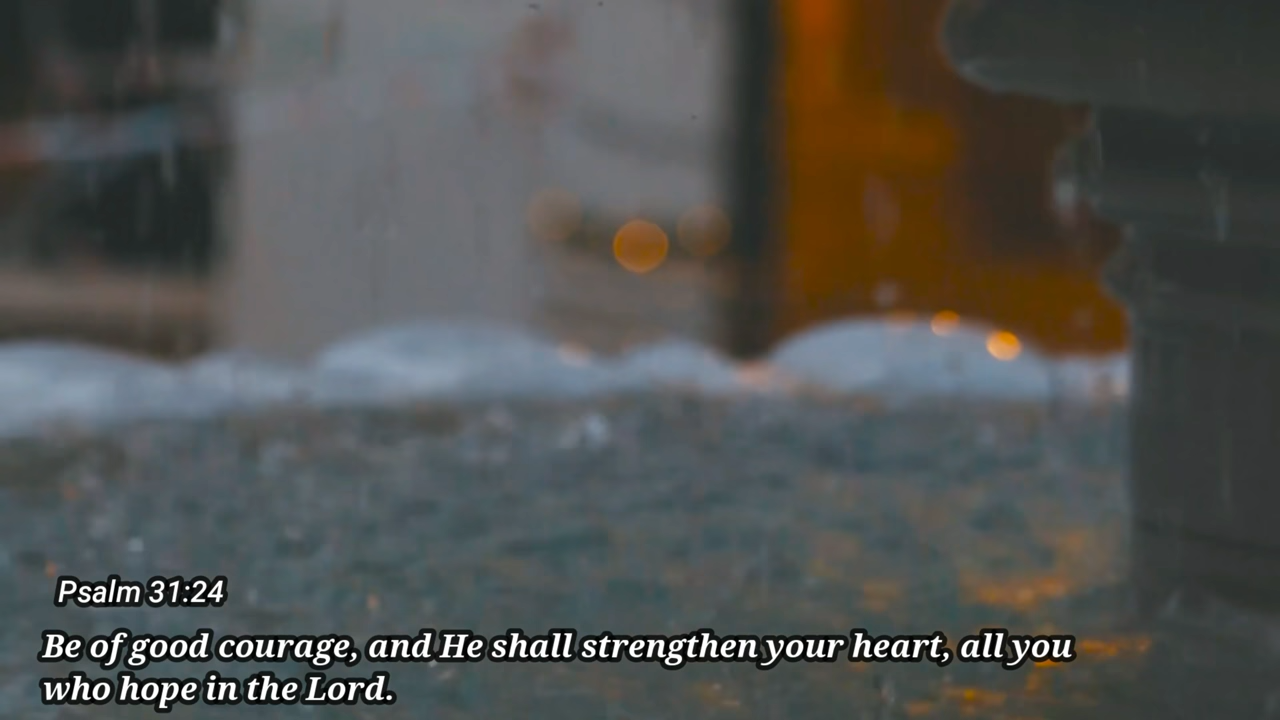 Psalm 31:24
Be of good courage, and He shall strengthen your heart, all you
who hope in the Lord.